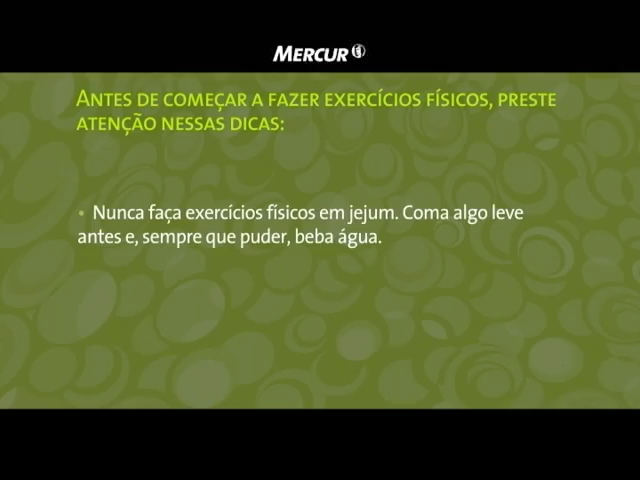 MERCUR
ANTES DE COMEÇAR A FAZER EXERCÍCIOS FÍSICOS, PRESTE
ATENÇÃO NESSAS DICAS:
• Nunca faça exercícios físicos em jejum. Coma algo leve
antes e, sempre que puder, beba água.